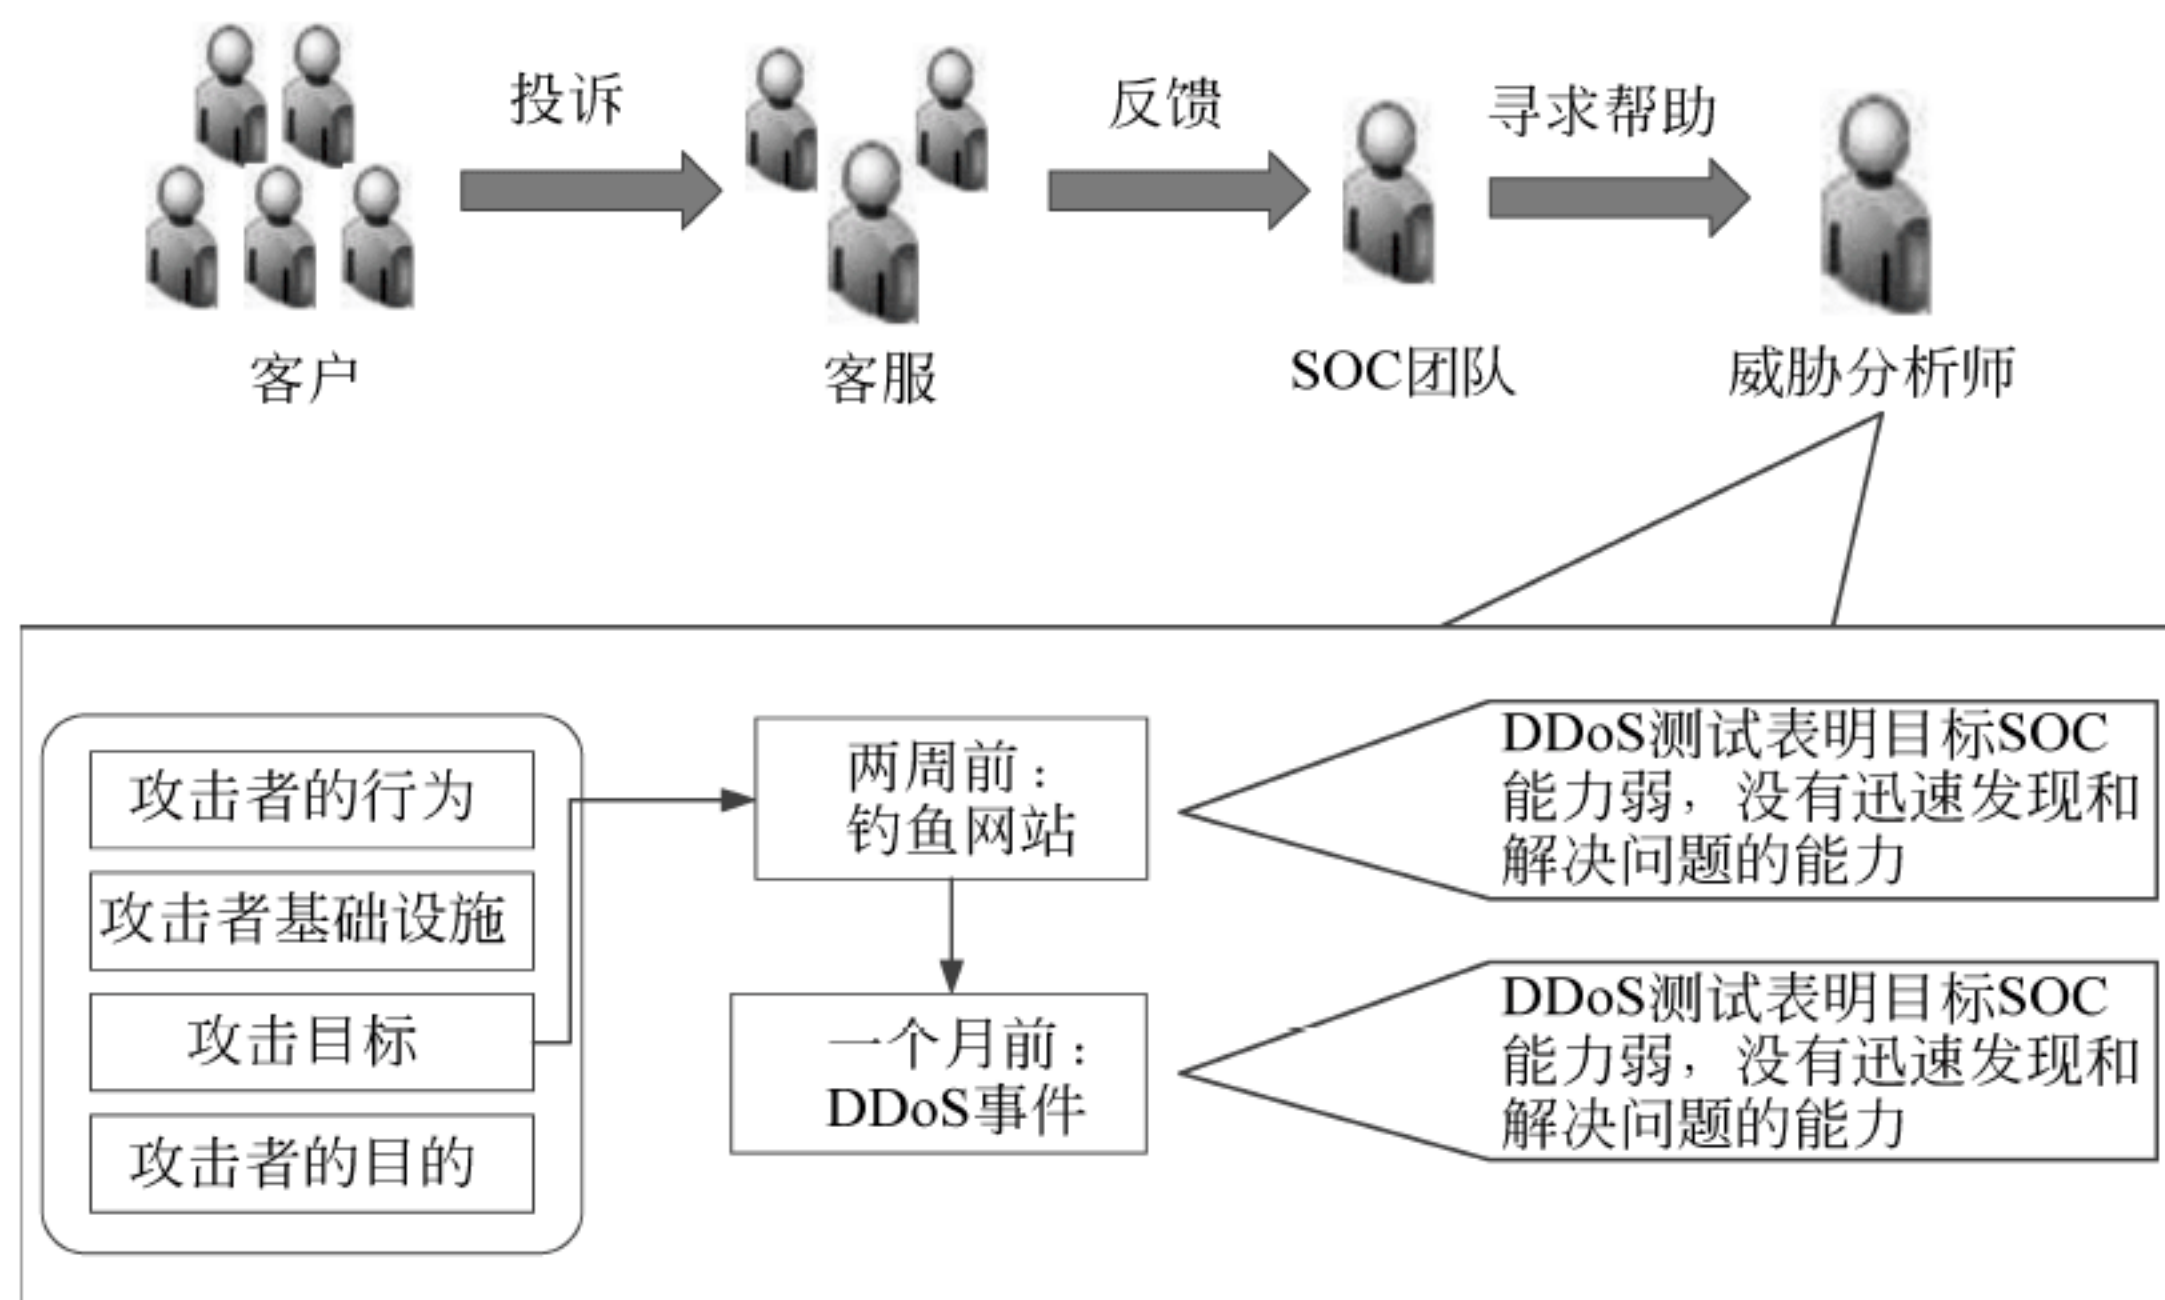 投诉
反馈
寻求帮助
客户
客服
SOC团队
威胁分析师
攻击者的行为
攻击者基础设施
攻击目标
攻击者的目的
两周前：
钓鱼网站
一个月前：
DDoS事件
DDoS测试表明目标SOC
能力弱，没有迅速发现和
解决问题的能力
DDoS测试表明目标SOC
能力弱，没有迅速发现和
解决问题的能力